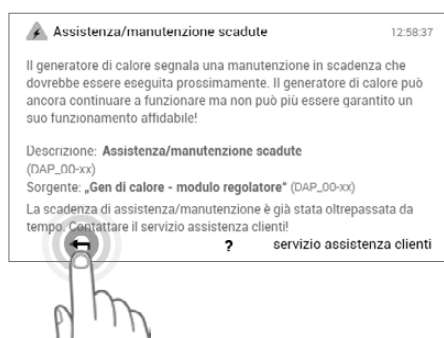 Assistenza/manutenzione scadute 12:58:37
Il generatore di calore segnala una manutenzione in scadenza che
dovrebbe essere eseguita prossimamente. Il generatore di calore può
ancora continuare a funzionare ma non può più essere garantito un
suo funzionamento affidabile!
Descrizione: Assistenza/manutenzione scadute
(DAP_00-xx)
Sorgente: „Gen di calore - modulo regolatore“ (DAP_00-xx)
La scadenza di assistenza/manutenzione è già stata oltrepassata da
tempo. Contattare il servizio assistenza clienti!
? servizio assistenza clienti